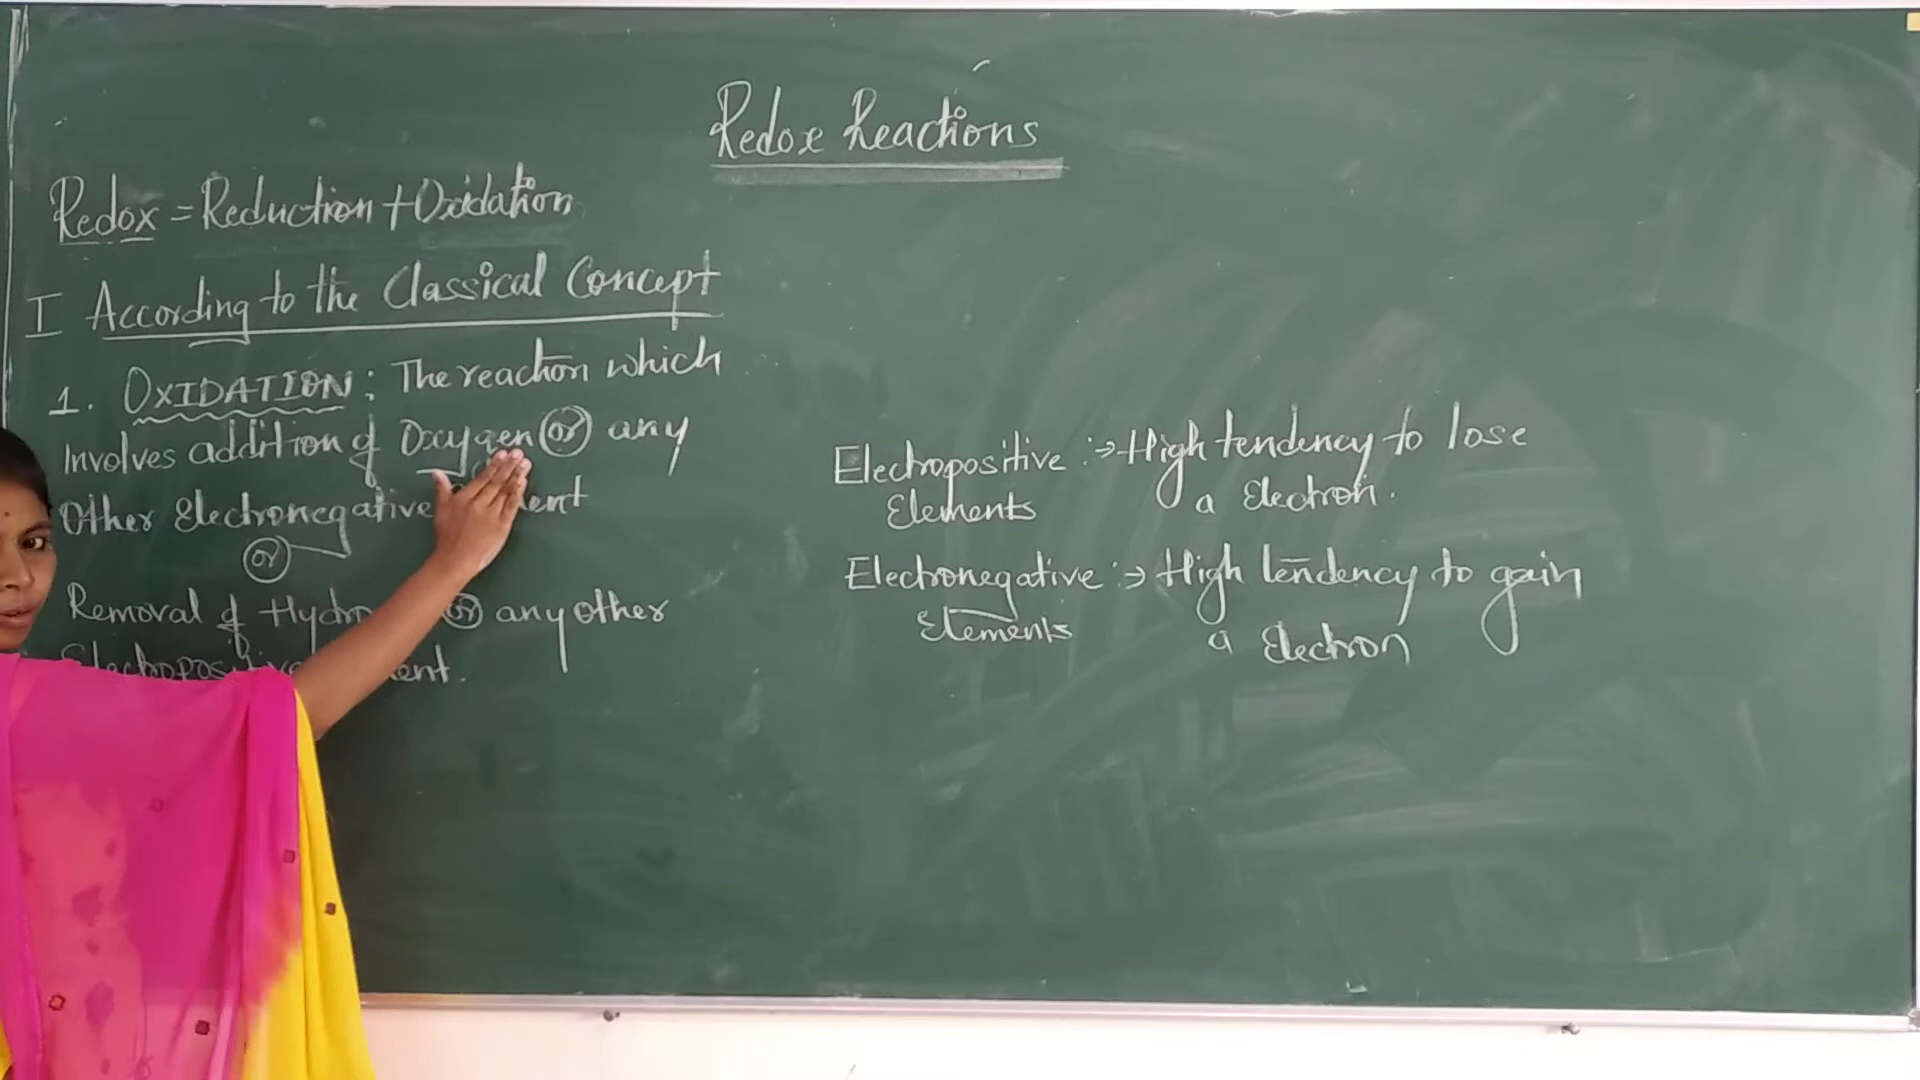 Redox Reactions
Redox = Reduction + Oxidation
I According to the Classical Concept
1. OXIDATION : The reaction which
Involves addition of Oxygen or any
Other Electronegative
or
Removal of or any other
Electropositive
Electropositive :→ High tendency to lose
Elements a Electron.
Electronegative :→ High tendency to gain
Elements a Electron